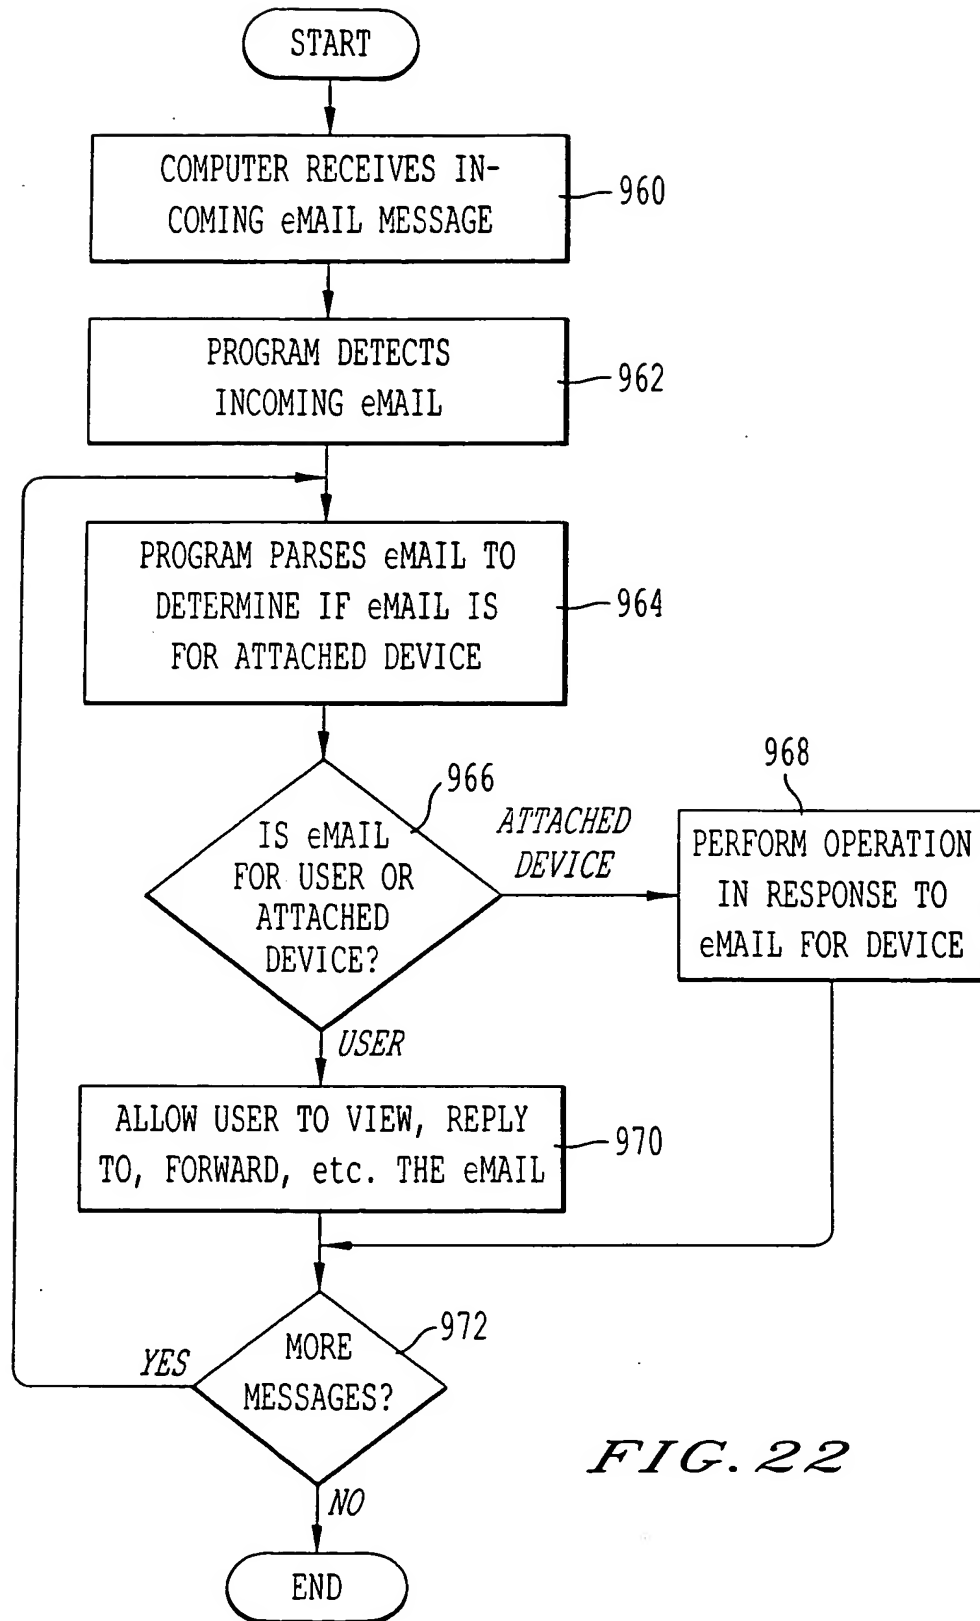 START
COMPUTER RECEIVES IN-
COMING eMAIL MESSAGE
960
PROGRAM DETECTS
INCOMING eMAIL
962
PROGRAM PARSES eMAIL TO
DETERMINE IF eMAIL IS
FOR ATTACHED DEVICE
964
966
IS eMAIL
FOR USER OR
ATTACHED
DEVICE?
ATTACHED
DEVICE
968
PERFORM OPERATION
IN RESPONSE TO
eMAIL FOR DEVICE
USER
ALLOW USER TO VIEW, REPLY
TO, FORWARD, etc. THE eMAIL
970
972
MORE
MESSAGES?
YES
NO
END
FIG. 22